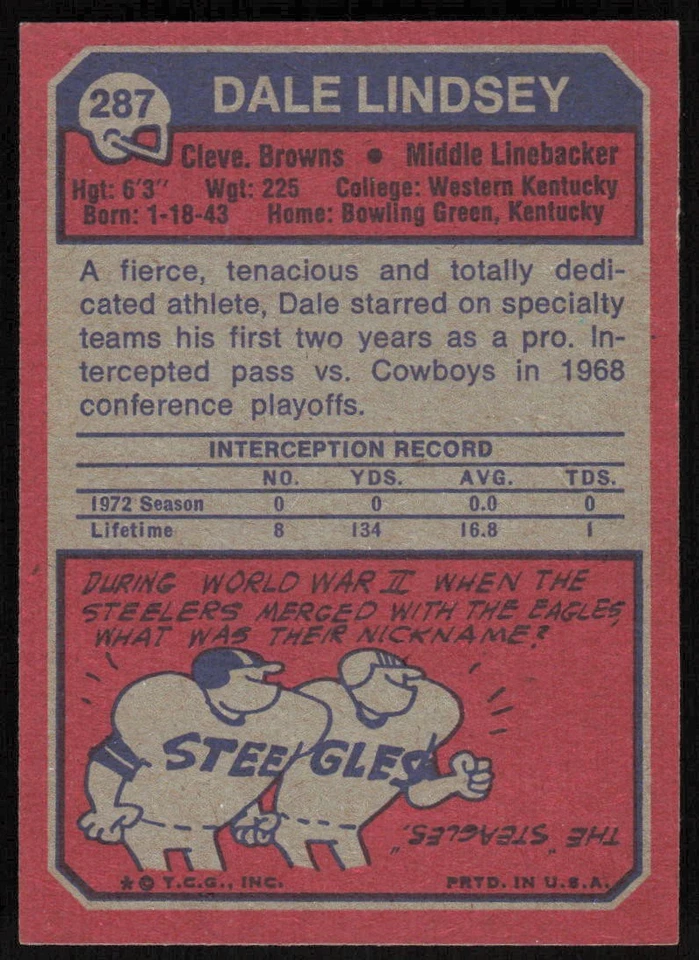 287 DALE LINDSEY
Cleve. Browns • Middle Linebacker
Hgt: 6'3" Wgt: 225 College: Western Kentucky
Born: 1-18-43 Home: Bowling Green, Kentucky
A fierce, tenacious and totally dedi-
cated athlete, Dale starred on specialty
teams his first two years as a pro. In-
tercepted pass vs. Cowboys in 1968
conference playoffs.
INTERCEPTION RECORD
NO. YDS. AVG. TDS.
1972 Season 0 0 0.0 0
Lifetime 8 134 16.8 1
DURING WORLD WAR II WHEN THE
STEELERS MERGED WITH THE EAGLES,
WHAT WAS THEIR NICKNAME?
STEE GLES
THE "STEAGLES."
* © T.C.G., INC. PRTD. IN U.S.A.